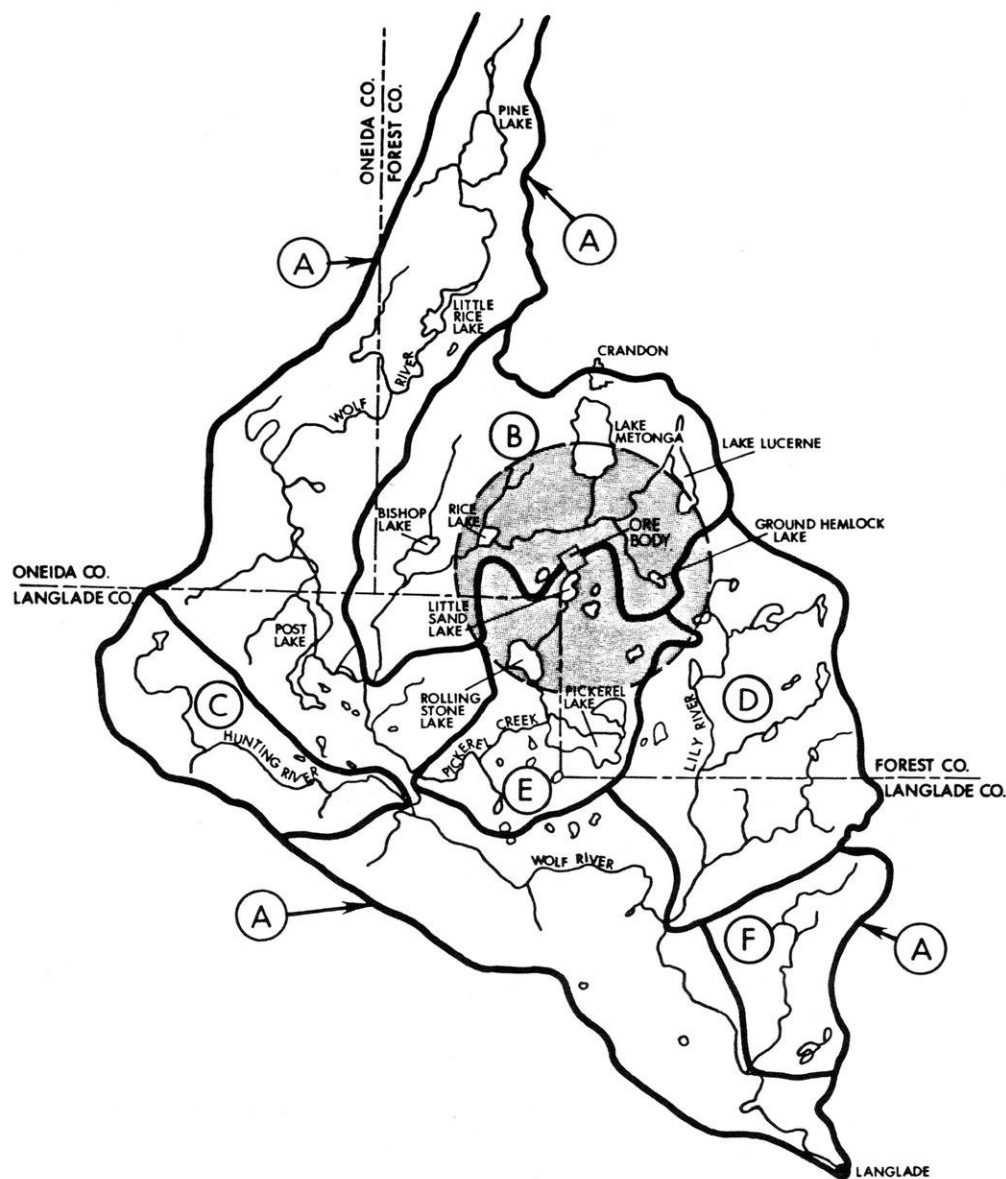 ONEIDA CO.
FOREST CO.
PINE
LAKE
A
A
LITTLE
RICE
LAKE
WOLF
RIVER
CRANDON
B
LAKE
METONGA
LAKE LUCERNE
BISHOP
LAKE
RICE
LAKE
ORE
BODY
GROUND HEMLOCK
LAKE
ONEIDA CO.
LANGLADE CO.
LITTLE
SAND
LAKE
POST
LAKE
C
HUNTING RIVER
ROLLING
STONE
LAKE
PICKEREL
LAKE
PICKEREL CREEK
E
LILY RIVER
D
FOREST CO.
LANGLADE CO.
WOLF RIVER
A
F
A
LANGLADE